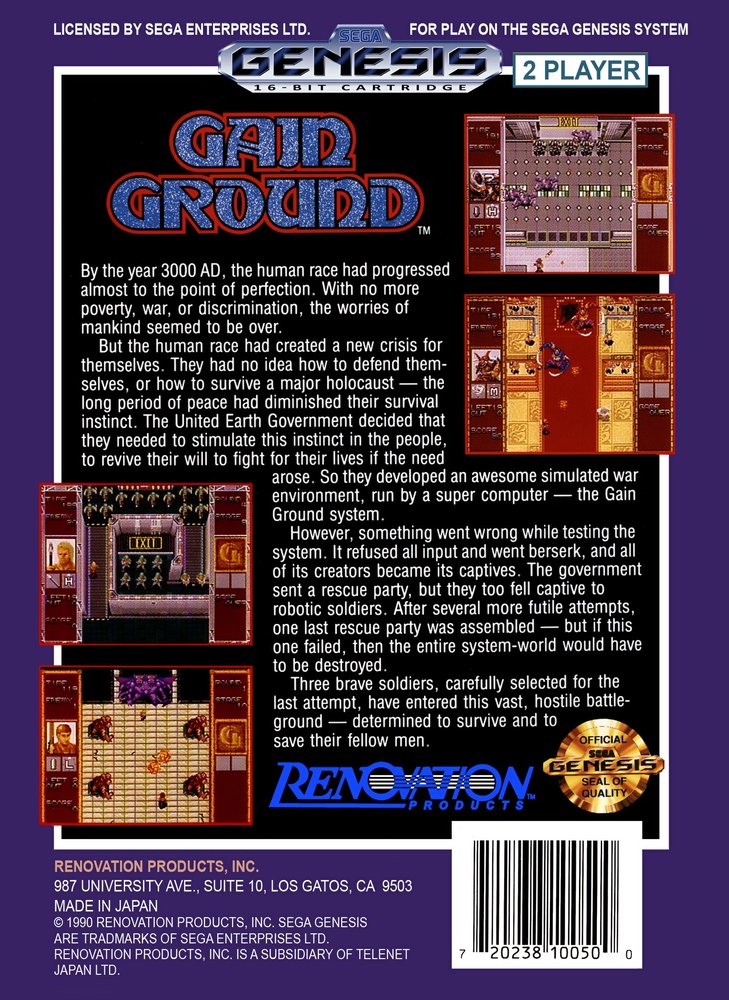 LICENSED BY SEGA ENTERPRISES LTD.
FOR PLAY ON THE SEGA GENESIS SYSTEM
SEGA
GENESIS
16-BIT CARTRIDGE
2 PLAYER
GAIN
GROUND
TM
By the year 3000 AD, the human race had progressed
almost to the point of perfection. With no more
poverty, war, or discrimination, the worries of
mankind seemed to be over.
But the human race had created a new crisis for
themselves. They had no idea how to defend them-
selves, or how to survive a major holocaust — the
long period of peace had diminished their survival
instinct. The United Earth Government decided that
they needed to stimulate this instinct in the people,
to revive their will to fight for their lives if the need
arose. So they developed an awesome simulated war
environment, run by a super computer — the Gain
Ground system.
However, something went wrong while testing the
system. It refused all input and went berserk, and all
of its creators became its captives. The government
sent a rescue party, but they too fell captive to
robotic soldiers. After several more futile attempts,
one last rescue party was assembled — but if this
one failed, then the entire system-world would have
to be destroyed.
Three brave soldiers, carefully selected for the
last attempt, have entered this vast, hostile battle-
ground — determined to survive and to
save their fellow men.
EXIT
EXIT
RENOVATION
PRODUCTS
TM
OFFICIAL
SEGA
GENESIS
SEAL OF
QUALITY
RENOVATION PRODUCTS, INC.
987 UNIVERSITY AVE., SUITE 10, LOS GATOS, CA 9503
MADE IN JAPAN
© 1990 RENOVATION PRODUCTS, INC. SEGA GENESIS
ARE TRADMARKS OF SEGA ENTERPRISES LTD.
RENOVATION PRODUCTS, INC. IS A SUBSIDIARY OF TELENET
JAPAN LTD.
7 20238 10050 0